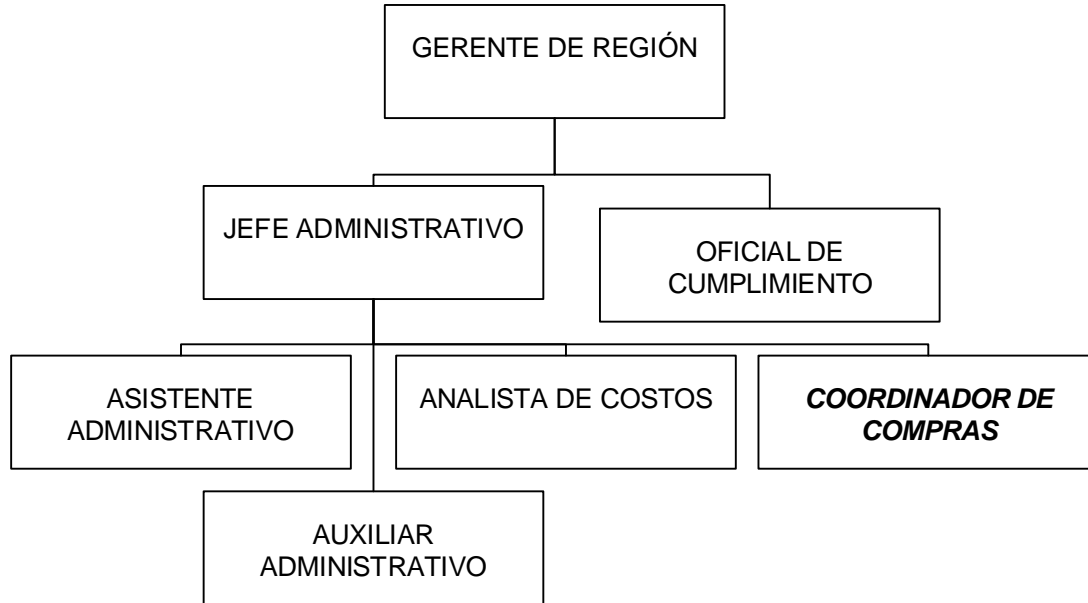 GERENTE DE REGIÓN
JEFE ADMINISTRATIVO
OFICIAL DE
CUMPLIMIENTO
ASISTENTE
ADMINISTRATIVO
ANALISTA DE COSTOS
COORDINADOR DE
COMPRAS
AUXILIAR
ADMINISTRATIVO